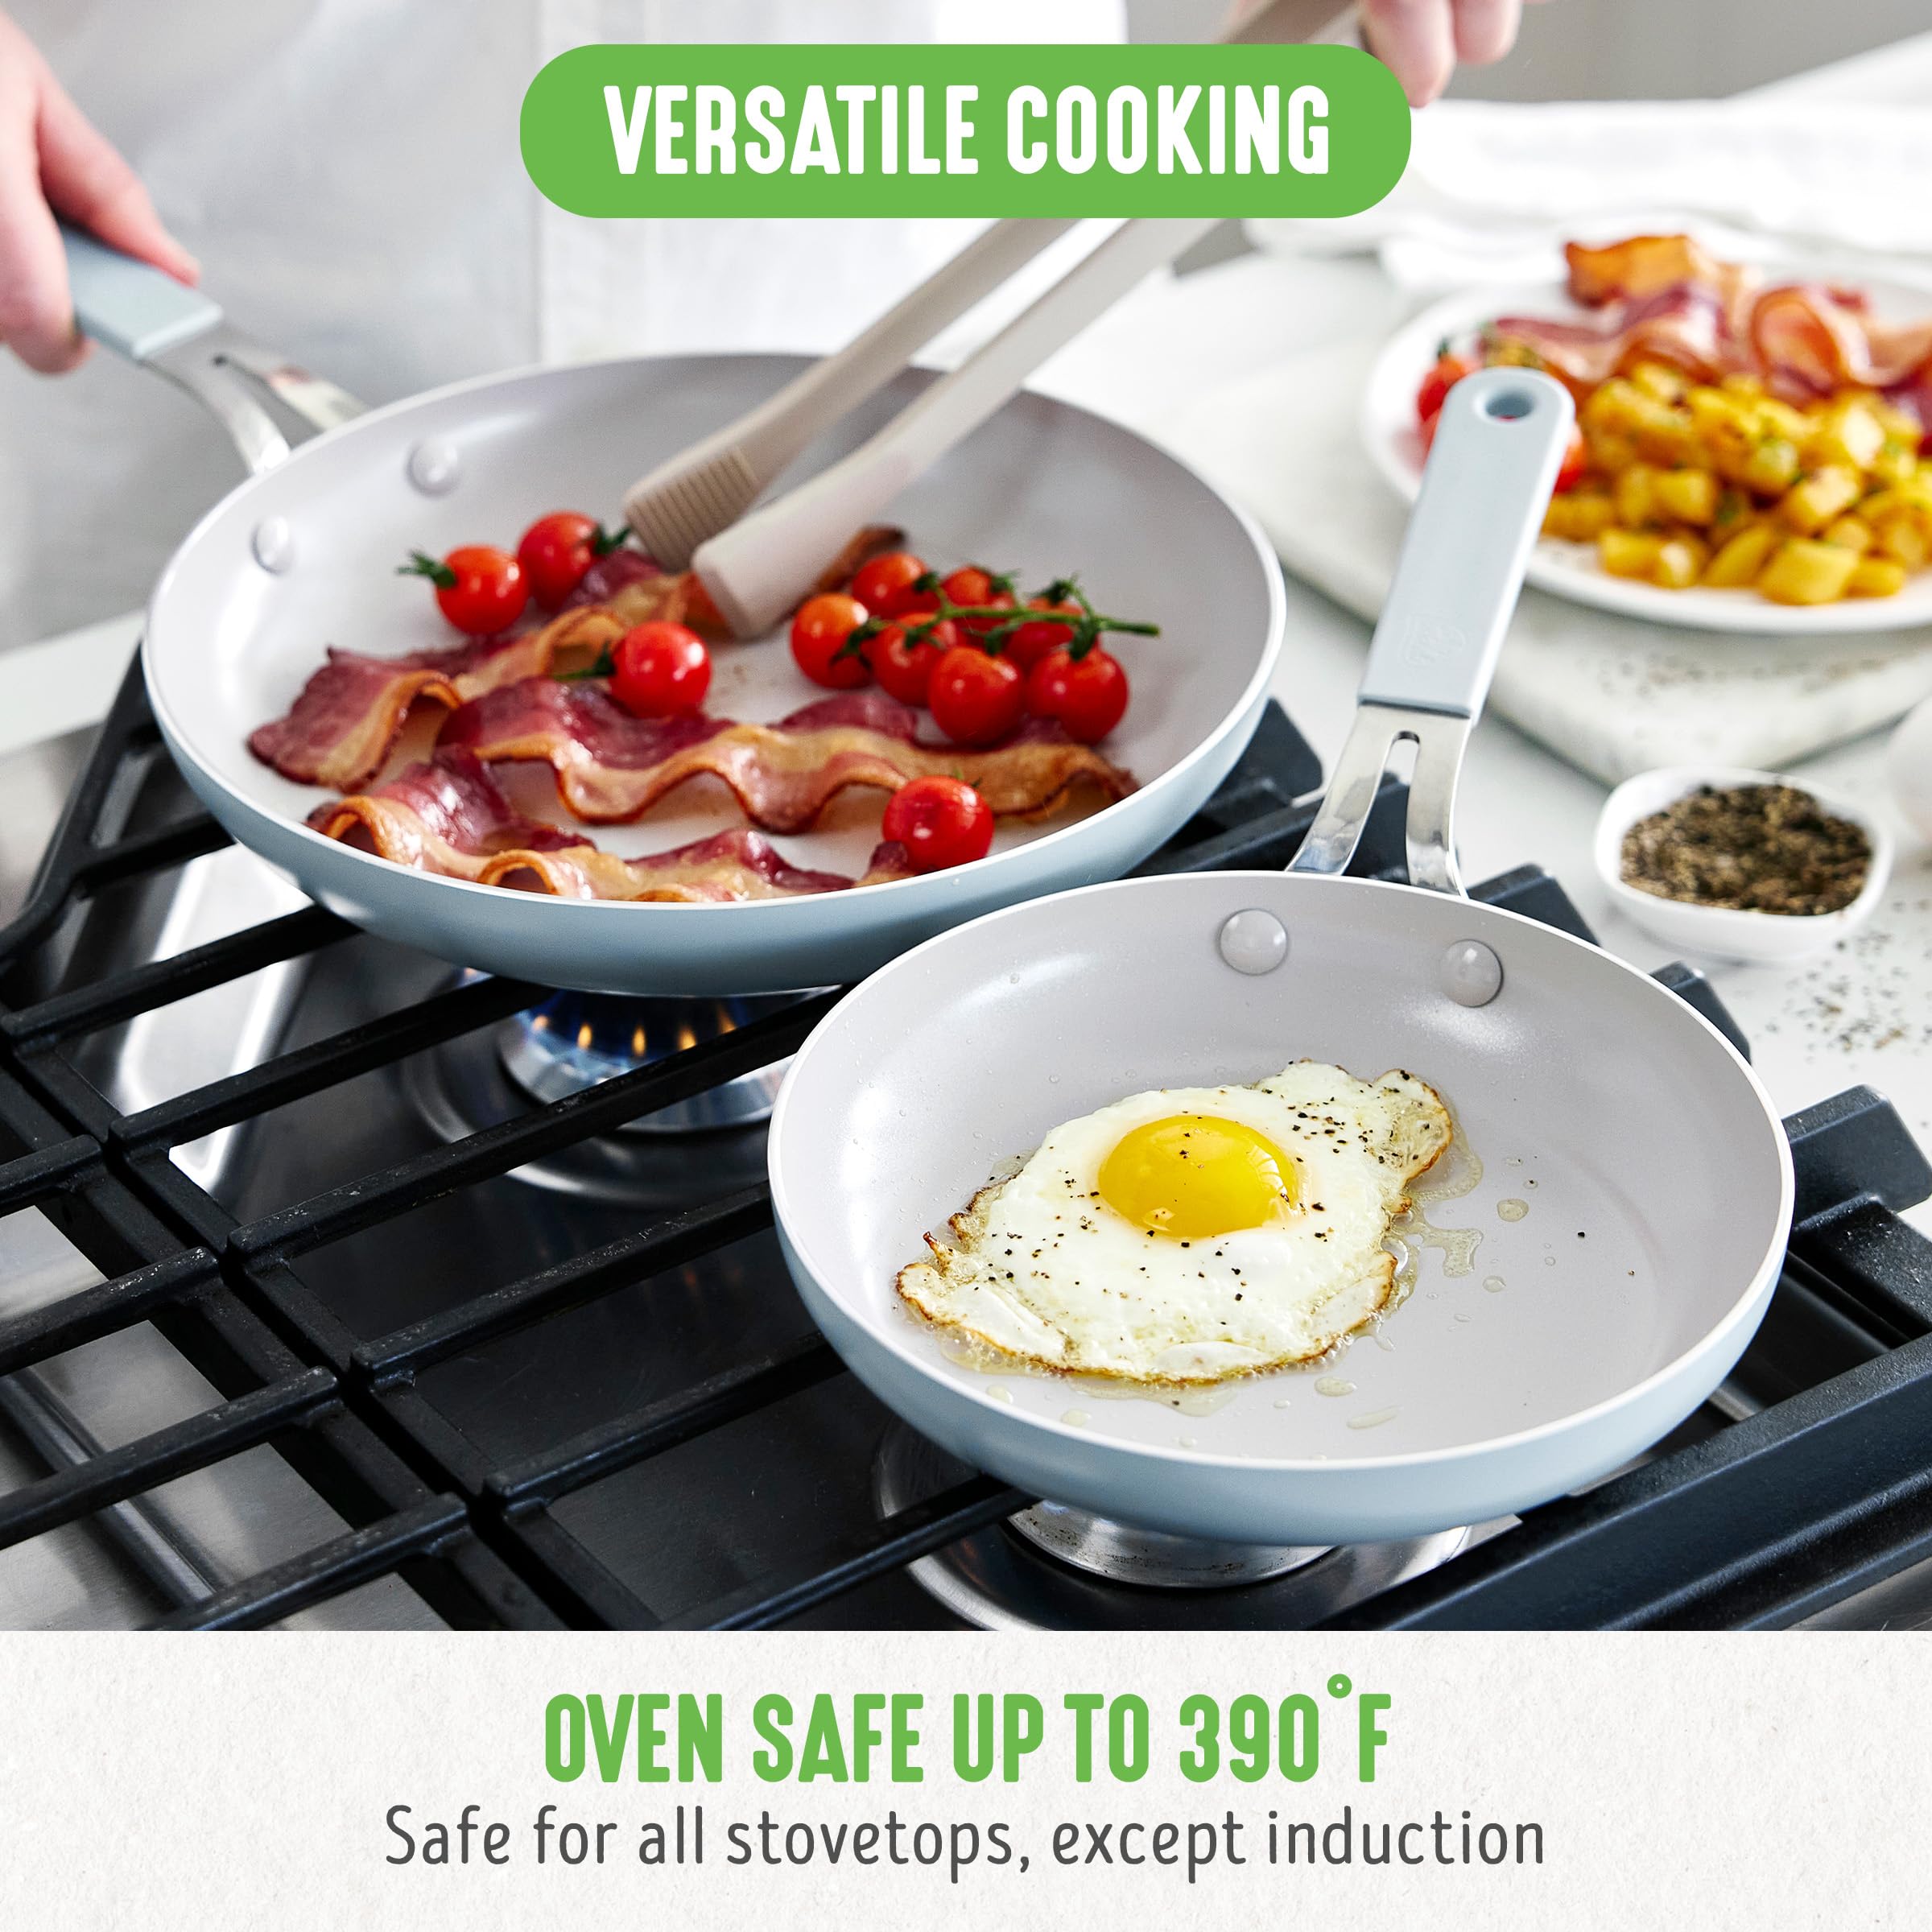 VERSATILE COOKING
OVEN SAFE UP TO 390°F
Safe for all stovetops, except induction